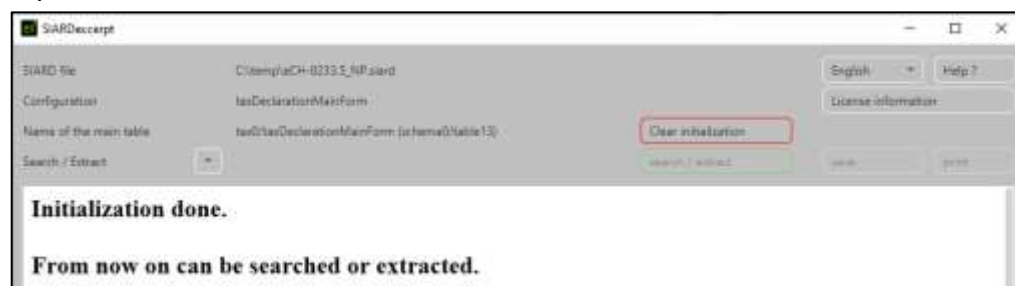 SIARDexcerpt
SIARD file C:\temp\eCH-0233.5_NP.siard English Help ?
Configuration taxDeclarationMainForm License information
Name of the main table tax0/taxDeclarationMainForm (schema0/table13) Clear initialization
Search / Extract search / extract save print
Initialization done.
From now on can be searched or extracted.